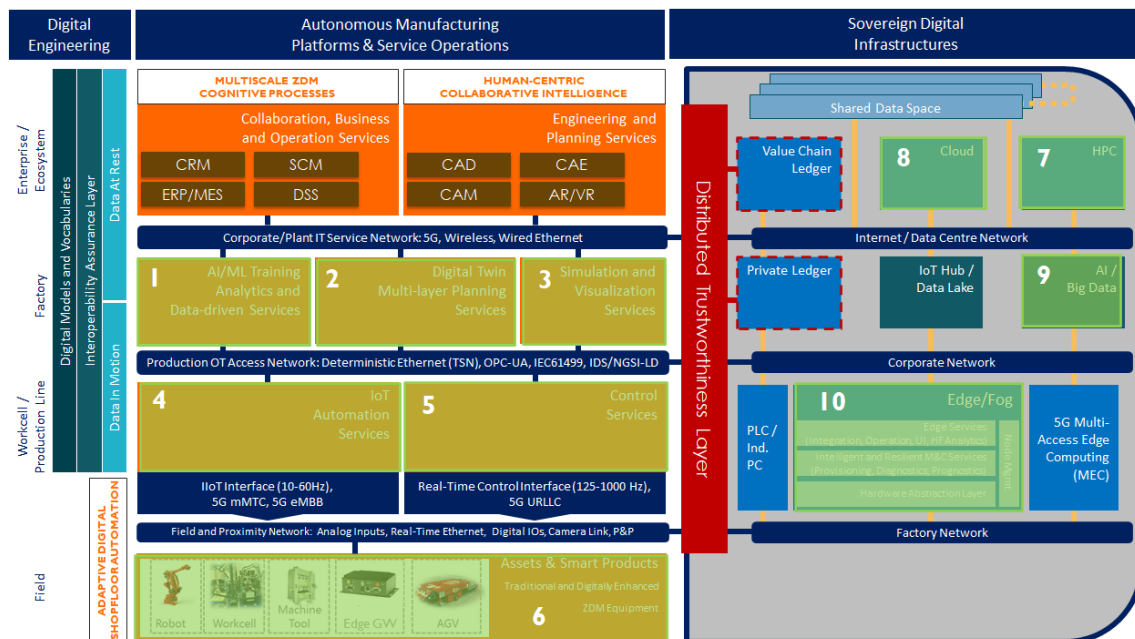 Digital
Engineering
Autonomous Manufacturing
Platforms & Service Operations
Sovereign Digital
Infrastructures
Enterprise /
Ecosystem
Factory
Workcell /
Production Line
Field
Digital Models and Vocabularies
Interoperability Assurance Layer
Data At Rest
Data In Motion
ADAPTIVE DIGITAL
SHOPFLOOR AUTOMATION
MULTISCALE ZDM
COGNITIVE PROCESSES
HUMAN-CENTRIC
COLLABORATIVE INTELLIGENCE
Collaboration, Business
and Operation Services
CRM
SCM
ERP/MES
DSS
Engineering and
Planning Services
CAD
CAE
CAM
AR/VR
Corporate/Plant IT Service Network: 5G, Wireless, Wired Ethernet
1
AI/ML Training
Analytics and
Data-driven Services
2
Digital Twin
Multi-layer Planning
Services
3
Simulation and
Visualization
Services
Production OT Access Network: Deterministic Ethernet (TSN), OPC-UA, IEC61499, IDS/NGSI-LD
4
IoT
Automation
Services
5
Control
Services
IIoT Interface (10-60Hz),
5G mMTC, 5G eMBB
Real-Time Control Interface (125-1000 Hz),
5G URLLC
Field and Proximity Network: Analog Inputs, Real-Time Ethernet, Digital IOs, Camera Link, P&P
Robot
Workcell
Machine
Tool
Edge GW
AGV
Assets & Smart Products
Traditional and Digitally Enhanced
ZDM Equipment
6
Distributed Trustworthiness Layer
Shared Data Space
Value Chain
Ledger
8
Cloud
7
HPC
Internet / Data Centre Network
Private Ledger
IoT Hub /
Data Lake
9
AI /
Big Data
Corporate Network
PLC /
Ind.
PC
10
Edge/Fog
Edge Services
(Integration, Operation, UI, HF Analytics)
Intelligent and Resilient M&C Services
(Provisioning, Diagnostics, Prognostics)
Hardware Abstraction Layer
Node Mgmt.
5G Multi-
Access Edge
Computing
(MEC)
Factory Network